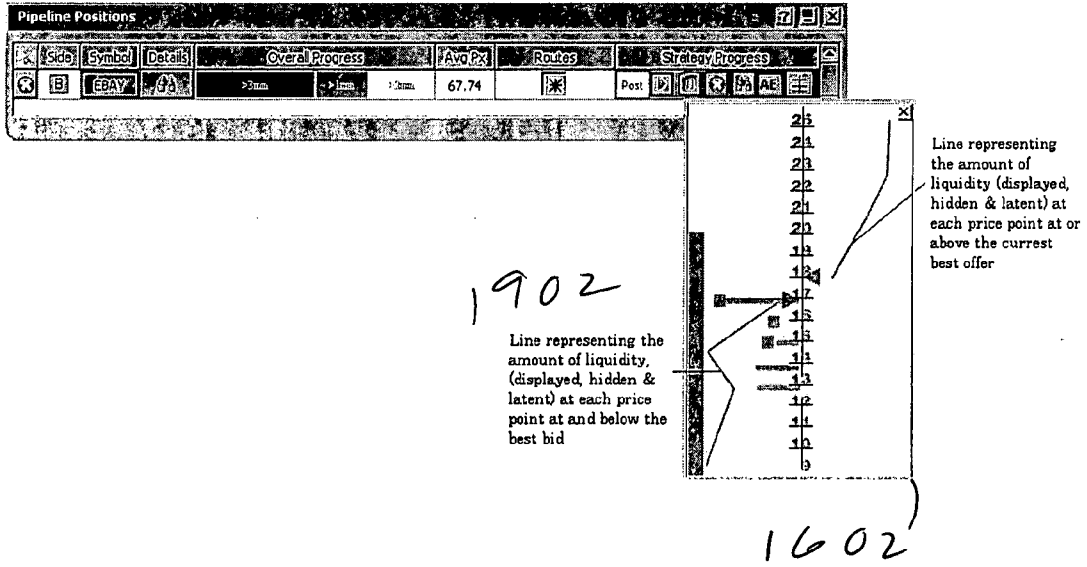 Pipeline Positions
Side Symbol Details Overall Progress Avg Px Routes Strategy Progress
B EBAY 67.74 Post AE
25
24
23
22
21
20
19
18
17
16
15
14
13
12
11
10
9
Line representing
the amount of
liquidity (displayed,
hidden & latent) at
each price point at or
above the currest
best offer
1902
Line representing the
amount of liquidity,
(displayed, hidden &
latent) at each price
point at and below the
best bid
1602